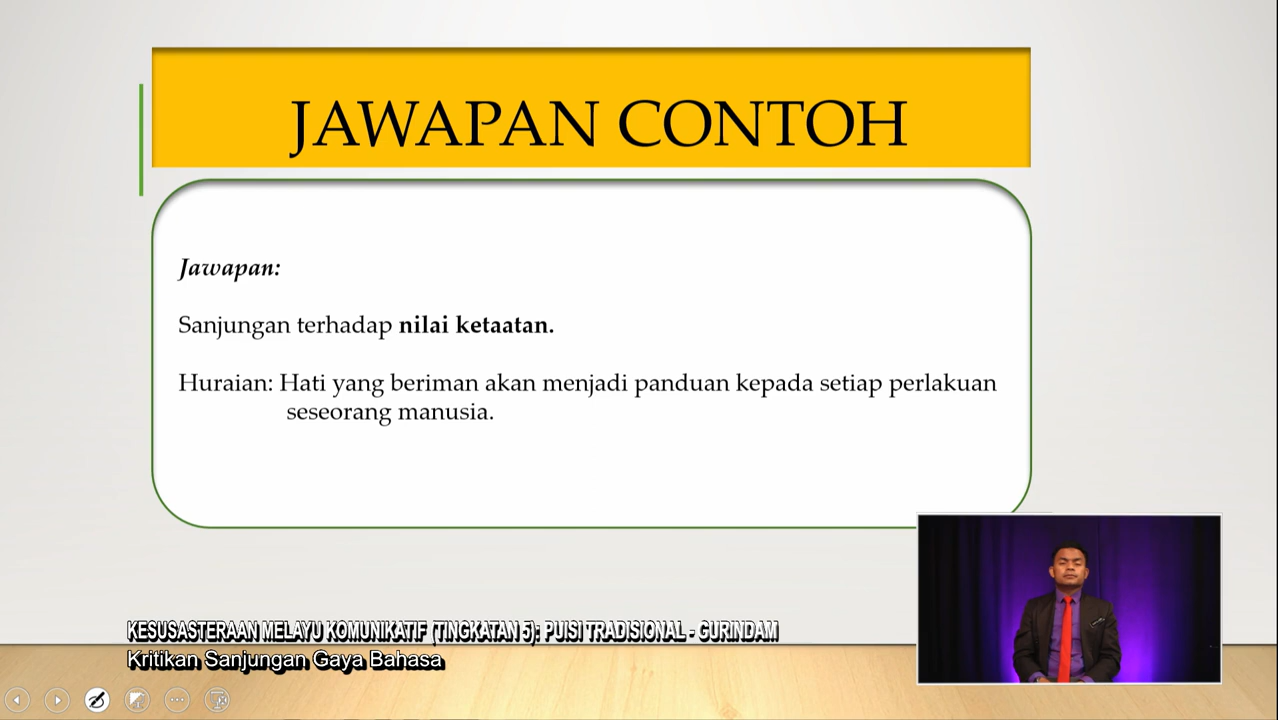 JAWAPAN CONTOH
Jawapan:
Sanjungan terhadap nilai ketaatan.
Huraian: Hati yang beriman akan menjadi panduan kepada setiap perlakuan
seseorang manusia.
KESUSASTERAAN MELAYU KOMUNIKATIF (TINGKATAN 5): PUISI TRADISIONAL - GURINDAM
Kritikan Sanjungan Gaya Bahasa